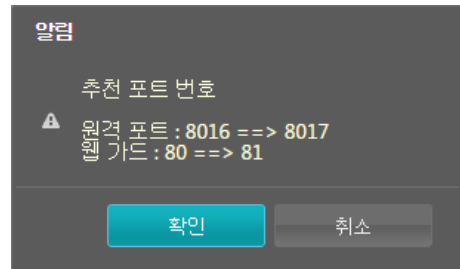 알림
추천 포트 번호
원격 포트 : 8016 ==> 8017
웹 가드 : 80 ==> 81
확인
취소